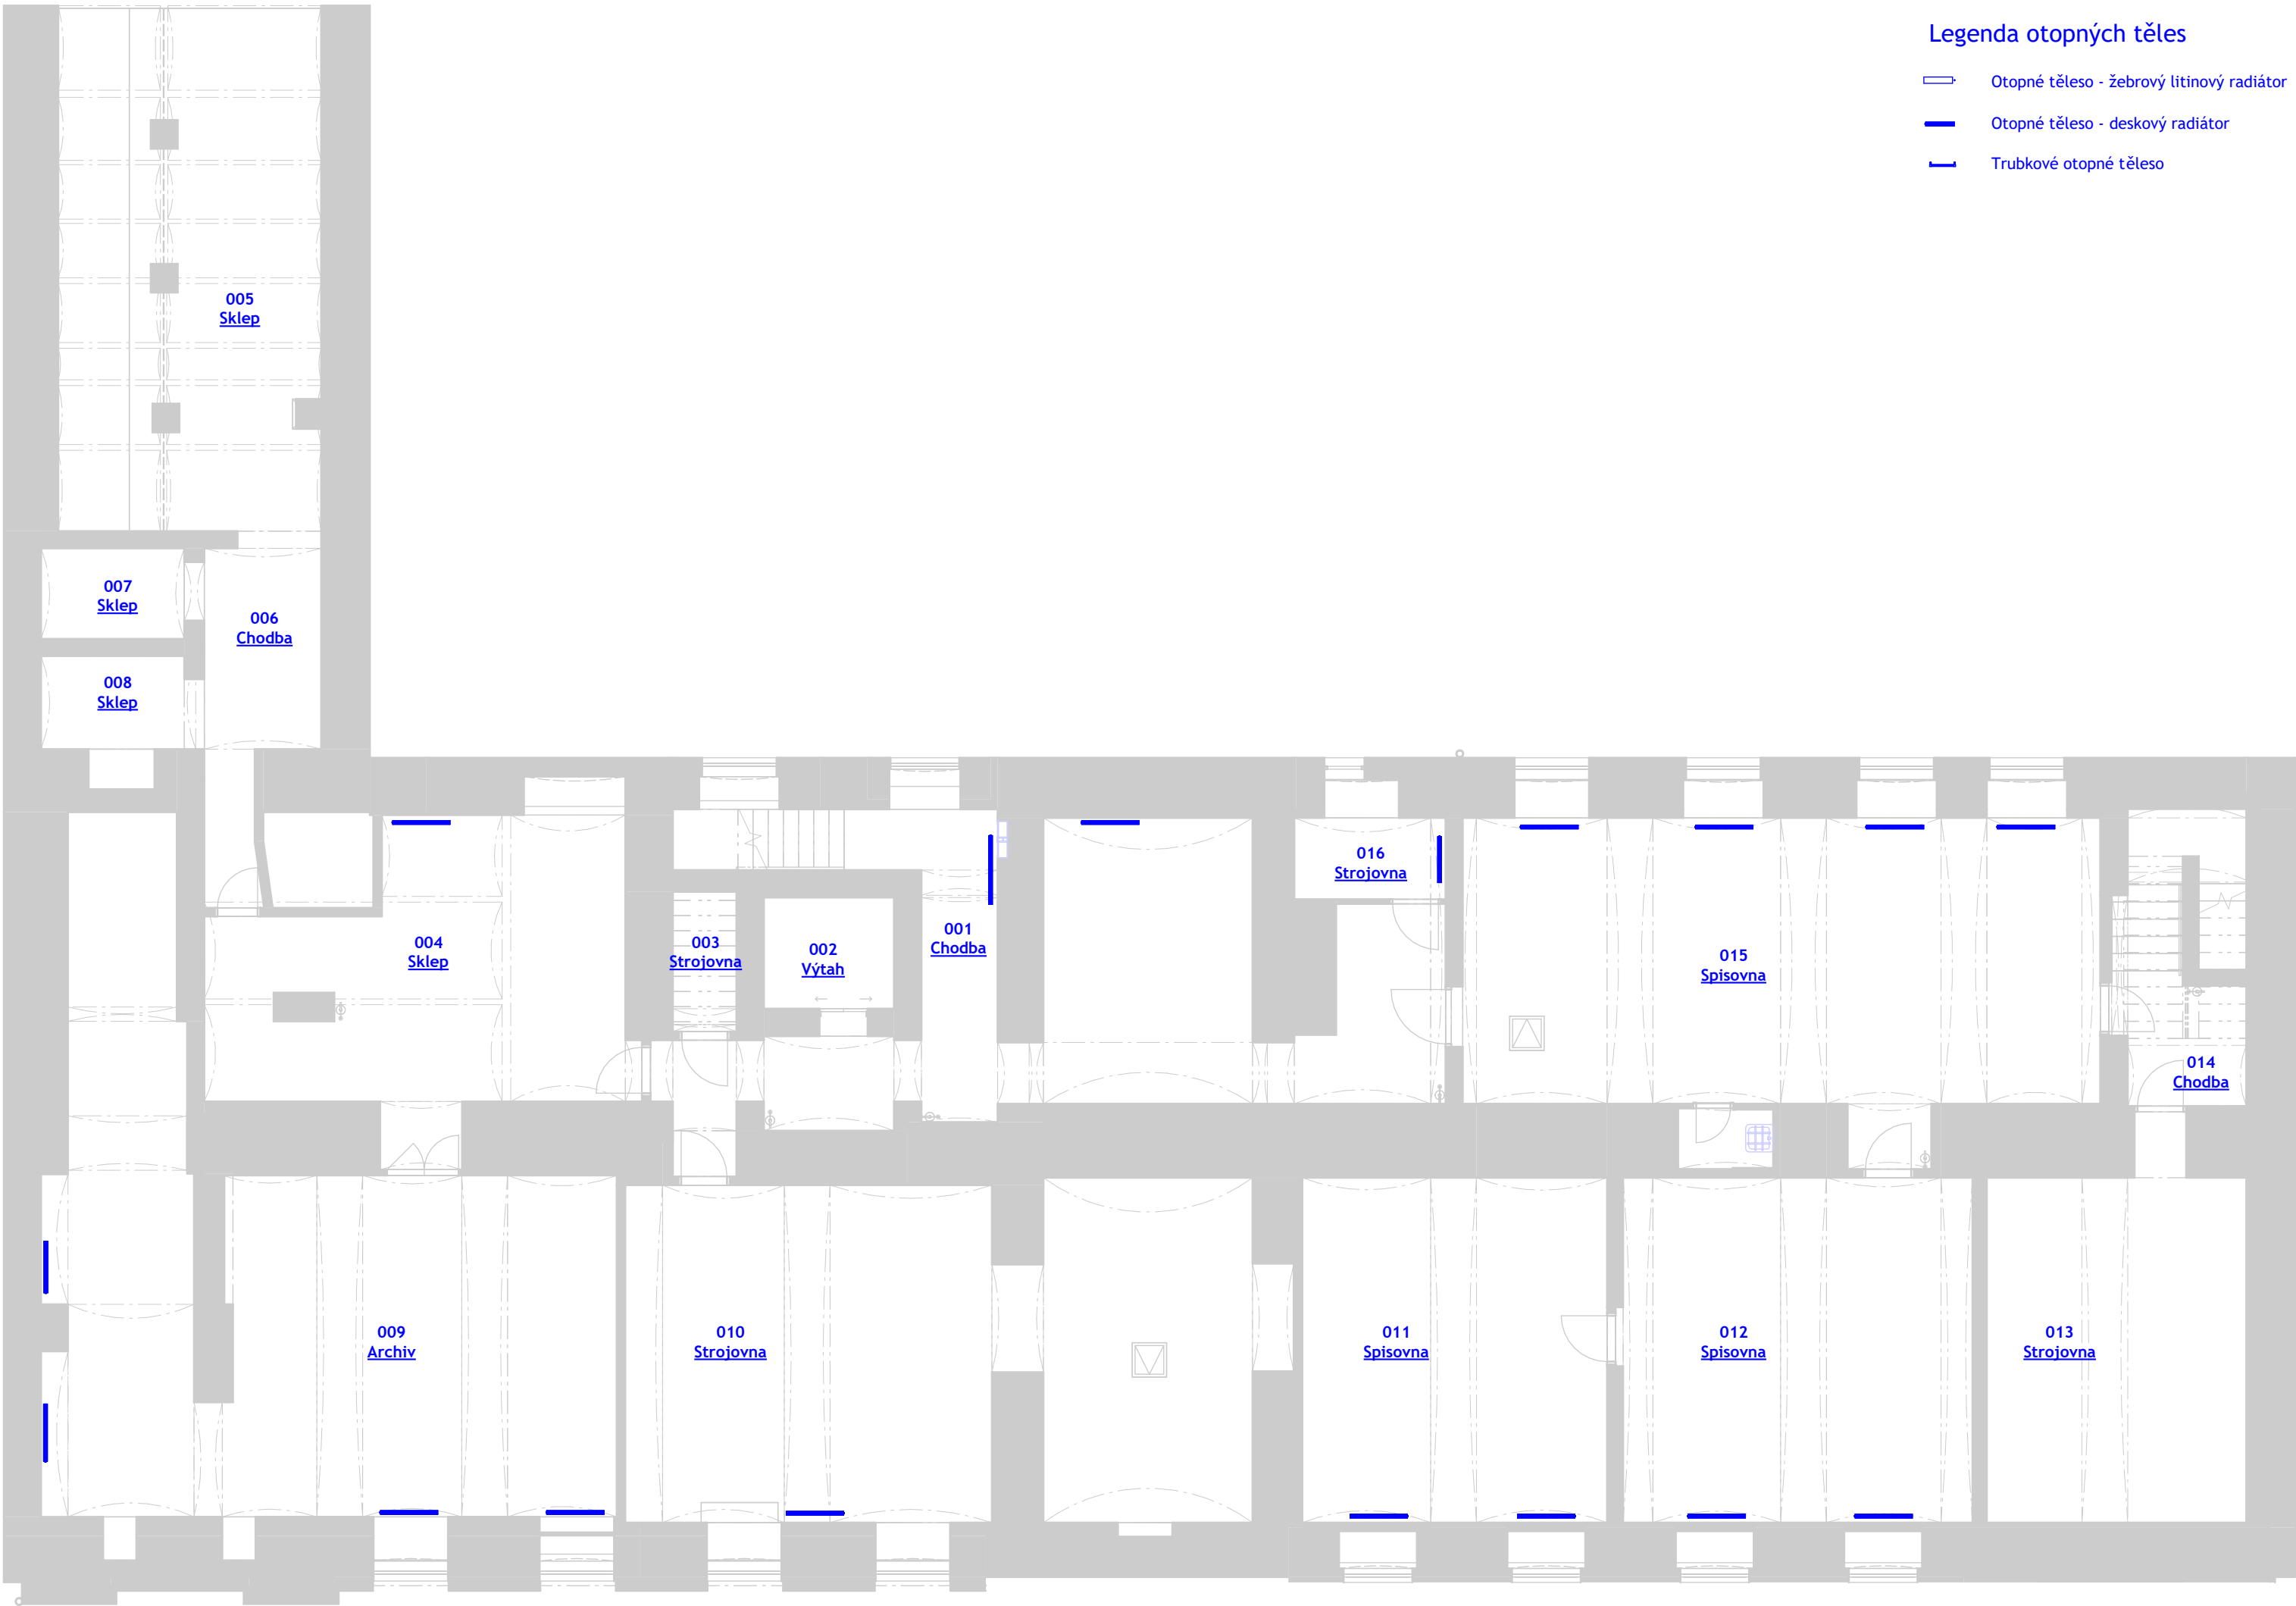 Legenda otopných těles
Otopné těleso - žebrový litinový radiátor
Otopné těleso - deskový radiátor
Trubkové otopné těleso
005
Sklep
007
Sklep
006
Chodba
008
Sklep
016
Strojovna
004
Sklep
003
Strojovna
002
Výtah
001
Chodba
015
Spisovna
014
Chodba
009
Archiv
010
Strojovna
011
Spisovna
012
Spisovna
013
Strojovna